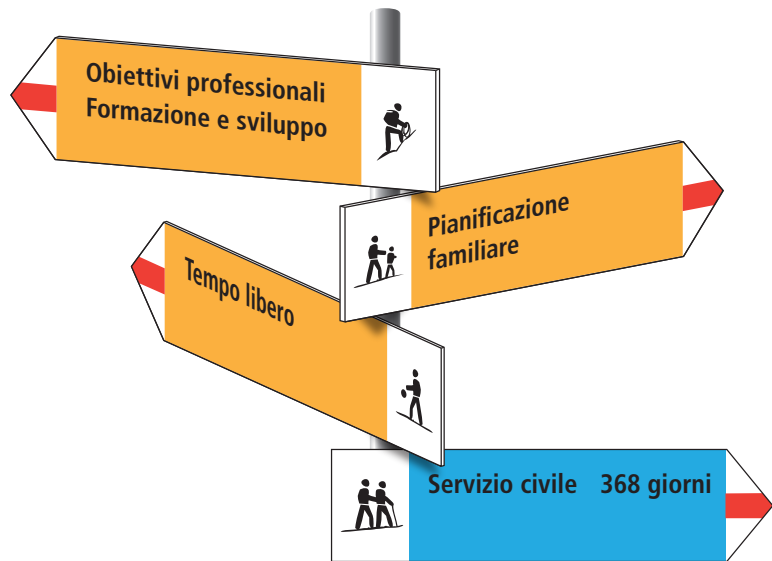 Obiettivi professionali
Formazione e sviluppo
Pianificazione
familiare
Tempo libero
Servizio civile 368 giorni